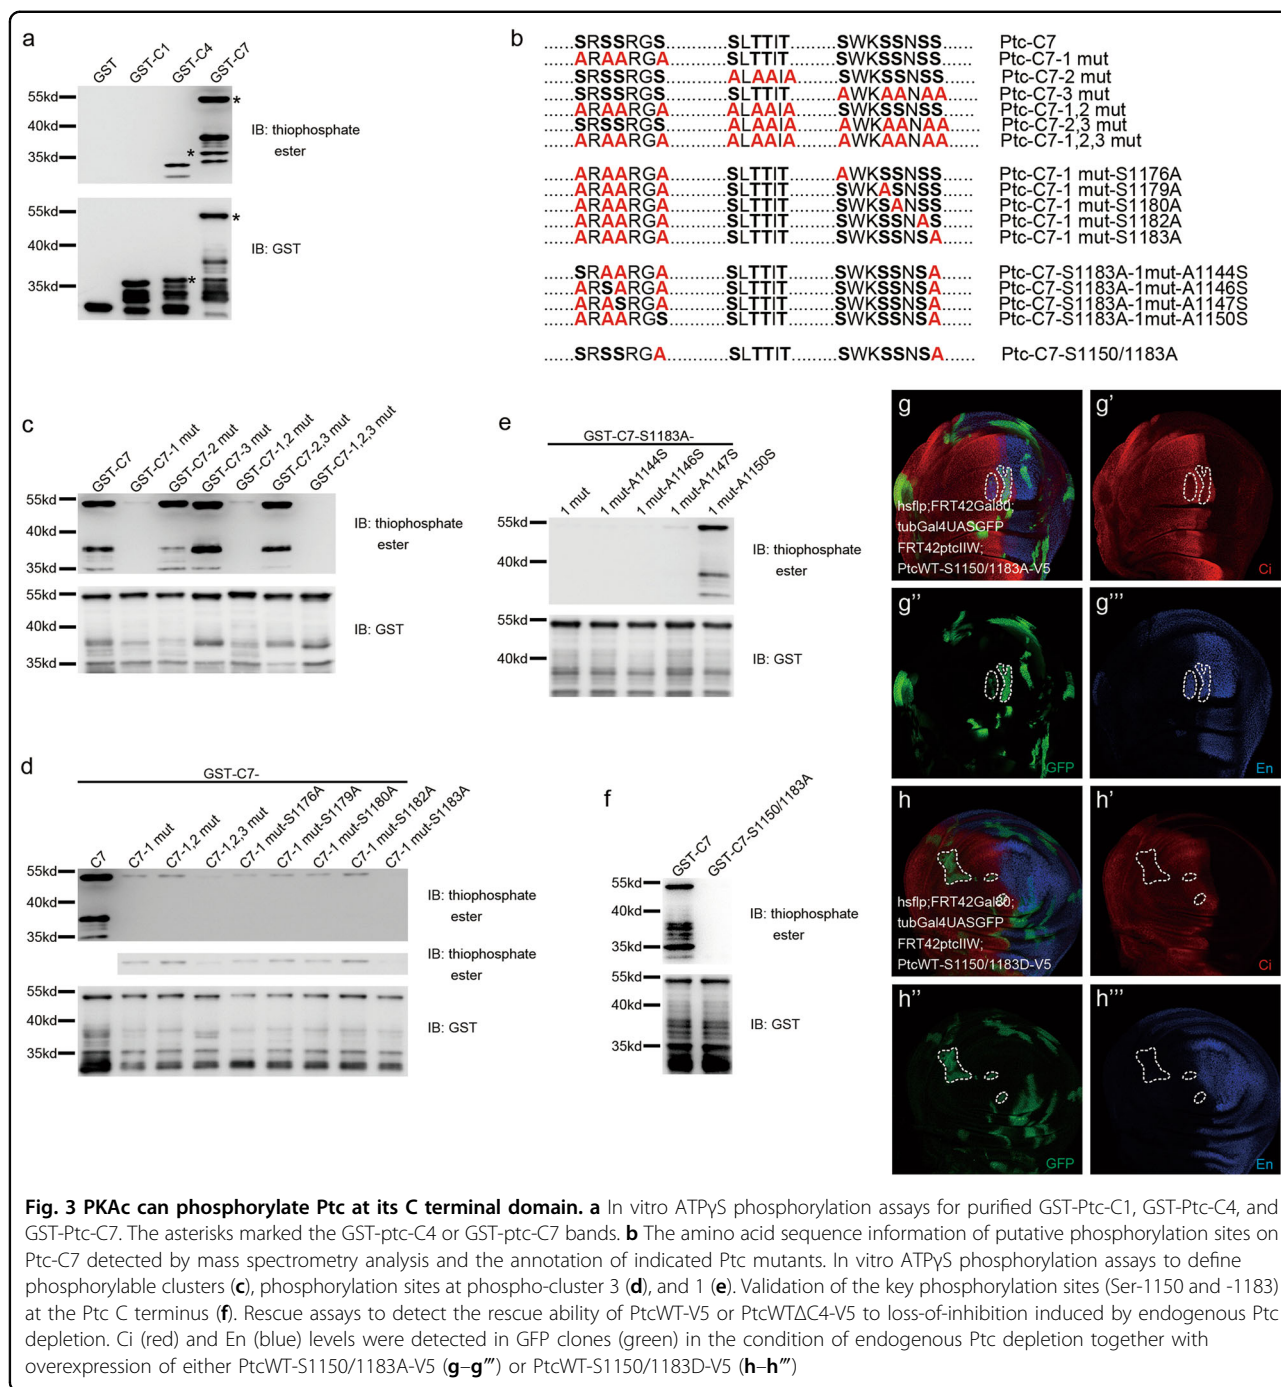 a
GST
GST-C1
GST-C4
GST-C7
55kd
*
40kd
IB: thiophosphate
ester
35kd
*
55kd
*
40kd
IB: GST
35kd
*
b
......SRSSRGS............SLTTIT.........SWKSSNSS...... Ptc-C7
......ARAARGA............SLTTIT.........SWKSSNSS...... Ptc-C7-1 mut
......SRSSRGS............ALAAIA.........SWKSSNSS...... Ptc-C7-2 mut
......SRSSRGS............SLTTIT.........AWKAANAA...... Ptc-C7-3 mut
......ARAARGA............ALAAIA.........SWKSSNSS...... Ptc-C7-1,2 mut
......SRSSRGS............ALAAIA.........AWKAANAA...... Ptc-C7-2,3 mut
......ARAARGA............ALAAIA.........AWKAANAA...... Ptc-C7-1,2,3 mut
......ARAARGA............SLTTIT.........AWKSSNSS...... Ptc-C7-1 mut-S1176A
......ARAARGA............SLTTIT.........SWKASNSS...... Ptc-C7-1 mut-S1179A
......ARAARGA............SLTTIT.........SWKSANSS...... Ptc-C7-1 mut-S1180A
......ARAARGA............SLTTIT.........SWKSSNAS...... Ptc-C7-1 mut-S1182A
......ARAARGA............SLTTIT.........SWKSSNSA...... Ptc-C7-1 mut-S1183A
......SRAARGA............SLTTIT.........SWKSSNSA...... Ptc-C7-S1183A-1mut-A1144S
......ARSARGA............SLTTIT.........SWKSSNSA...... Ptc-C7-S1183A-1mut-A1146S
......ARASRGA............SLTTIT.........SWKSSNSA...... Ptc-C7-S1183A-1mut-A1147S
......ARAARGS............SLTTIT.........SWKSSNSA...... Ptc-C7-S1183A-1mut-A1150S
......SRSSRGA............SLTTIT.........SWKSSNSA...... Ptc-C7-S1150/1183A
c
GST-C7
GST-C7-1 mut
GST-C7-2 mut
GST-C7-3 mut
GST-C7-1,2 mut
GST-C7-2,3 mut
GST-C7-1,2,3 mut
55kd
40kd
IB: thiophosphate
ester
35kd
55kd
40kd
IB: GST
35kd
d
GST-C7-
C7
C7-1 mut
C7-1,2 mut
C7-1,2,3 mut
C7-1 mut-S1176A
C7-1 mut-S1179A
C7-1 mut-S1180A
C7-1 mut-S1182A
C7-1 mut-S1183A
55kd
40kd
IB: thiophosphate
ester
35kd
IB: thiophosphate
ester
55kd
40kd
IB: GST
35kd
e
GST-C7-S1183A-
1 mut
1 mut-A1144S
1 mut-A1146S
1 mut-A1147S
1 mut-A1150S
55kd
IB: thiophosphate
40kd
ester
55kd
40kd
IB: GST
f
GST-C7
GST-C7-S1150/1183A
55kd
40kd
IB: thiophosphate
ester
35kd
55kd
40kd
IB: GST
35kd
g
hsflp;FRT42Gal80;
tubGal4UASGFP
FRT42ptcIIW;
PtcWT-S1150/1183A-V5
g'
Ci
g''
GFP
g'''
En
h
hsflp;FRT42Gal80;
tubGal4UASGFP
FRT42ptcIIW;
PtcWT-S1150/1183D-V5
h'
Ci
h''
GFP
h'''
En
Fig. 3 PKAc can phosphorylate Ptc at its C terminal domain. a In vitro ATPγS phosphorylation assays for purified GST-Ptc-C1, GST-Ptc-C4, and
GST-Ptc-C7. The asterisks marked the GST-ptc-C4 or GST-ptc-C7 bands. b The amino acid sequence information of putative phosphorylation sites on
Ptc-C7 detected by mass spectrometry analysis and the annotation of indicated Ptc mutants. In vitro ATPγS phosphorylation assays to define
phosphorylable clusters (c), phosphorylation sites at phospho-cluster 3 (d), and 1 (e). Validation of the key phosphorylation sites (Ser-1150 and -1183)
at the Ptc C terminus (f). Rescue assays to detect the rescue ability of PtcWT-V5 or PtcWTΔC4-V5 to loss-of-inhibition induced by endogenous Ptc
depletion. Ci (red) and En (blue) levels were detected in GFP clones (green) in the condition of endogenous Ptc depletion together with
overexpression of either PtcWT-S1150/1183A-V5 (g–g‴) or PtcWT-S1150/1183D-V5 (h–h‴)